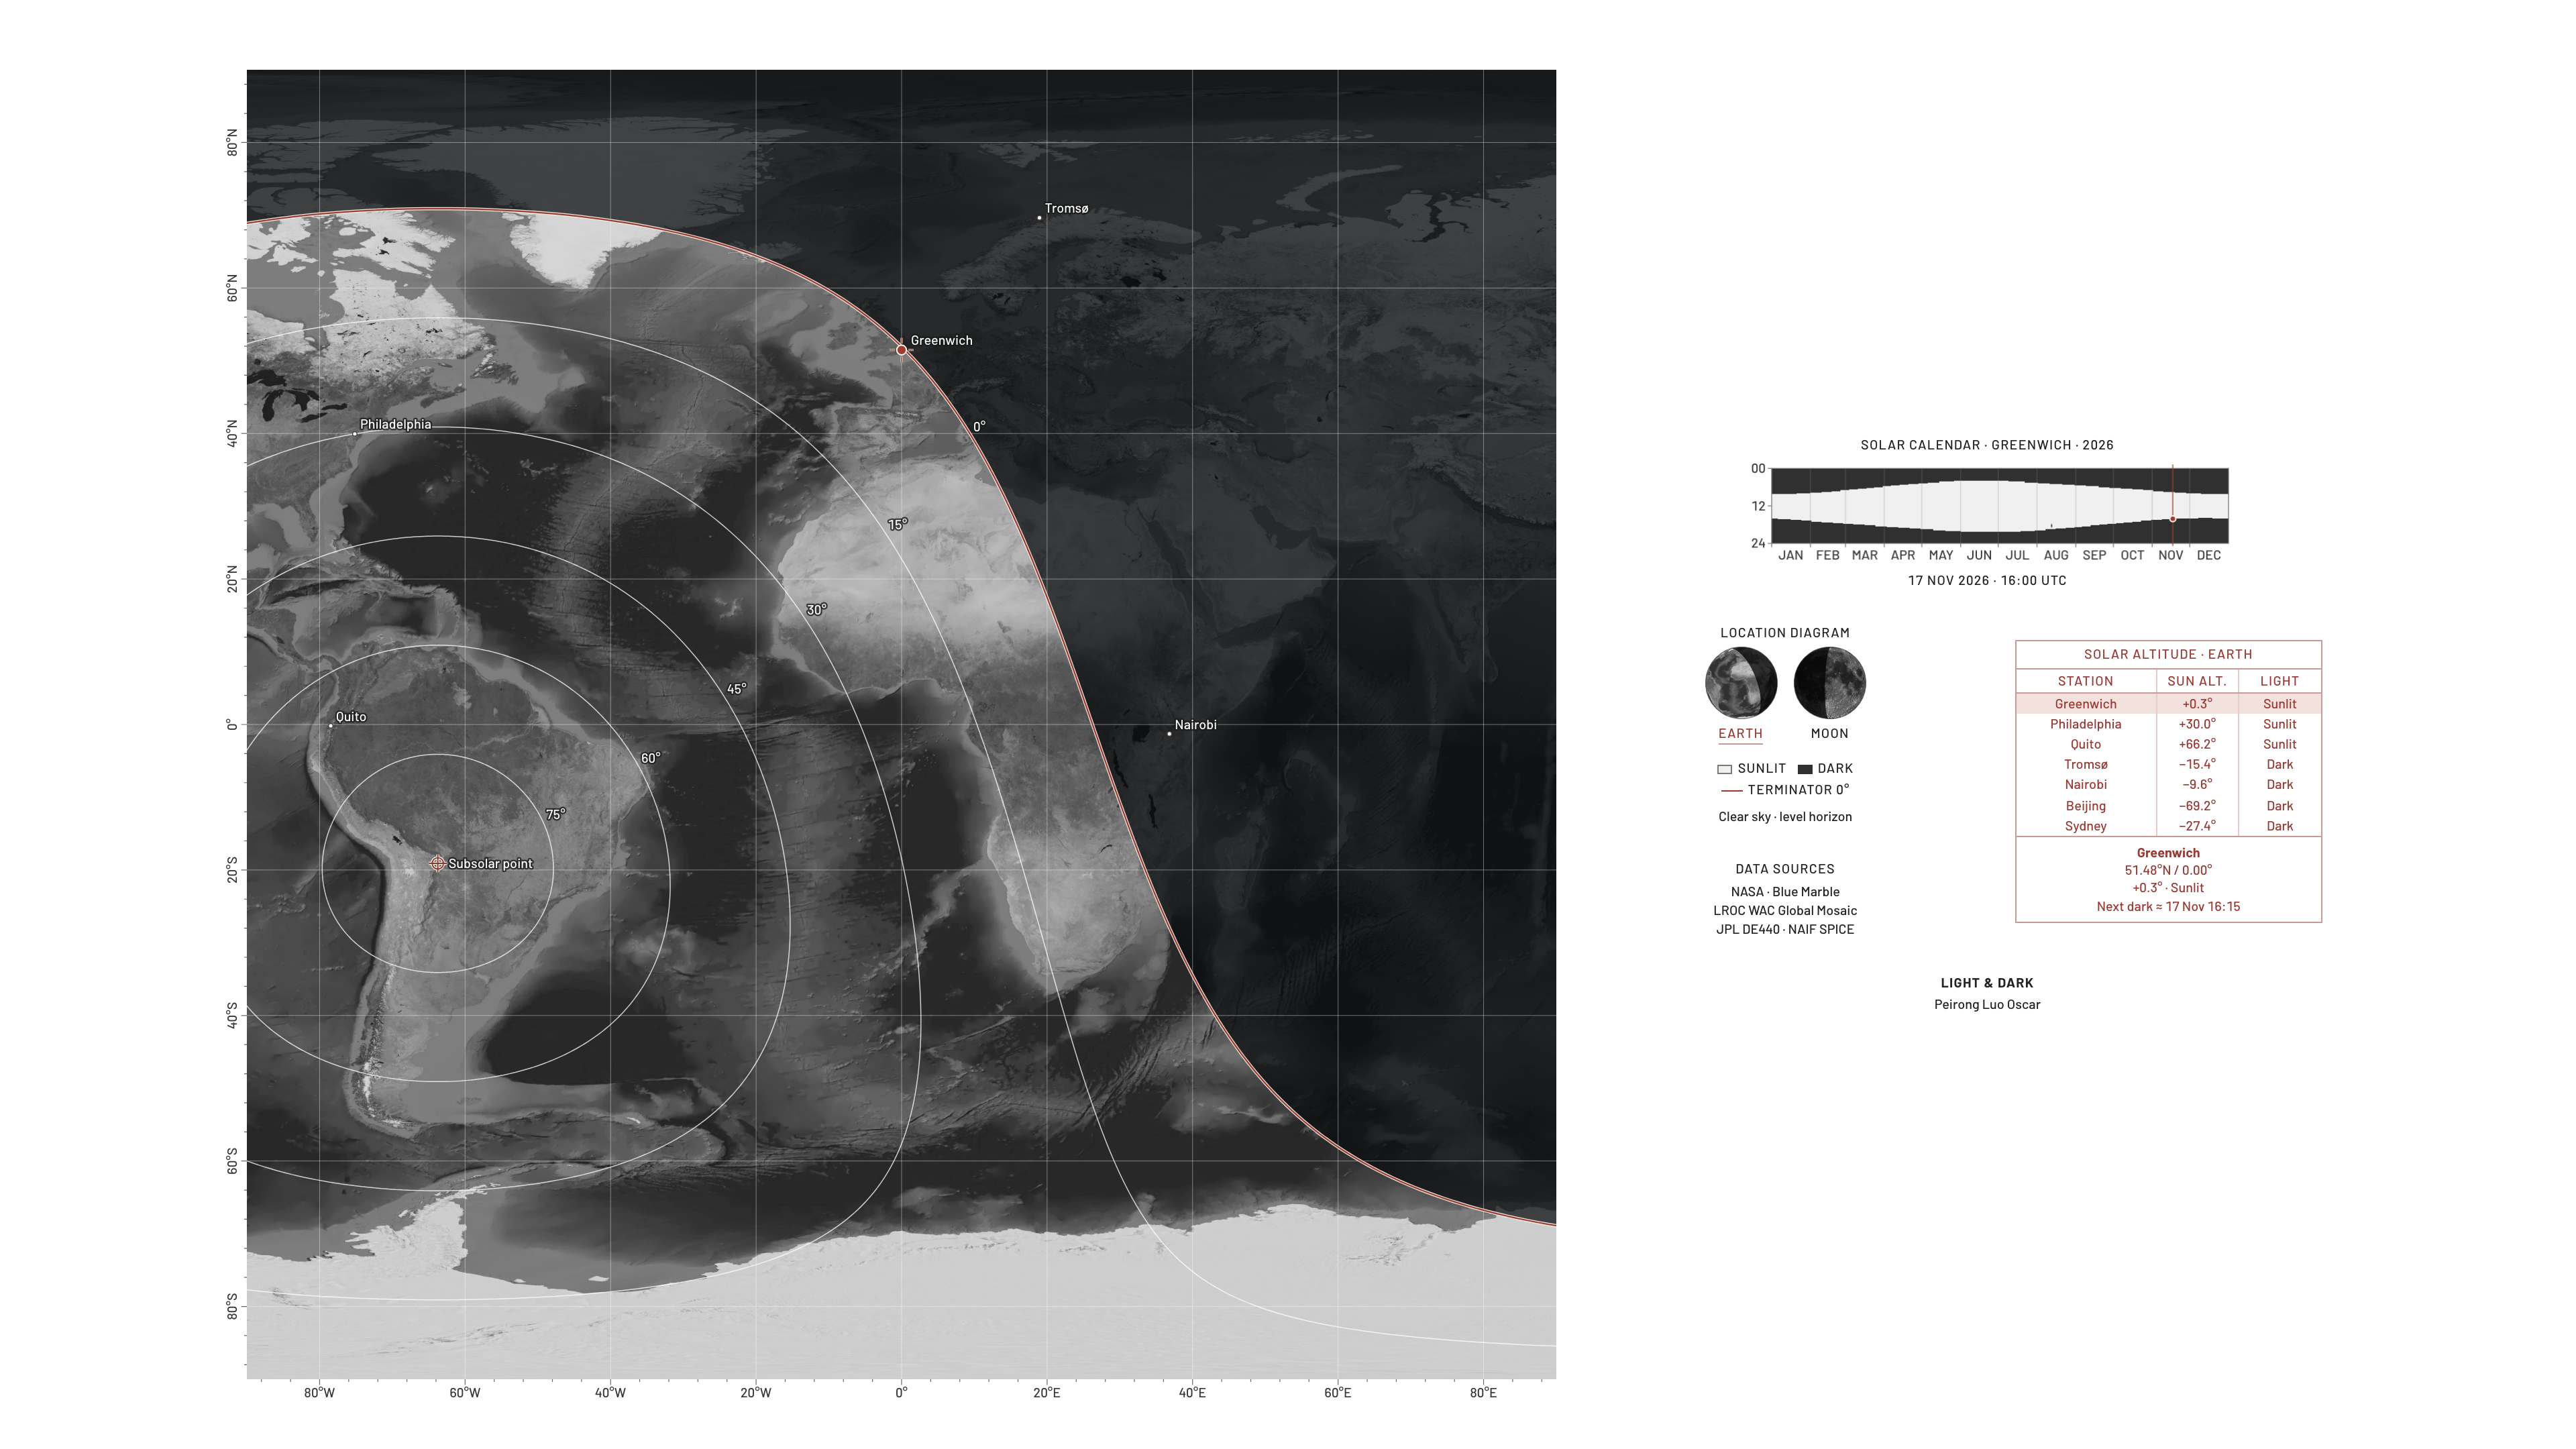 80°N
60°N
40°N
20°N
0°
20°S
40°S
60°S
80°S
80°W
60°W
40°W
20°W
0°
20°E
40°E
60°E
80°E
Tromsø
Greenwich
Philadelphia
0°
15°
30°
45°
Quito
Nairobi
60°
75°
Subsolar point
SOLAR CALENDAR · GREENWICH · 2026
00
12
24
JAN FEB MAR APR MAY JUN JUL AUG SEP OCT NOV DEC
17 NOV 2026 · 16:00 UTC
LOCATION DIAGRAM
EARTH MOON
SUNLIT DARK
TERMINATOR 0°
Clear sky · level horizon
DATA SOURCES
NASA · Blue Marble
LROC WAC Global Mosaic
JPL DE440 · NAIF SPICE
SOLAR ALTITUDE · EARTH
STATION SUN ALT. LIGHT
Greenwich +0.3° Sunlit
Philadelphia +30.0° Sunlit
Quito +66.2° Sunlit
Tromsø −15.4° Dark
Nairobi −9.6° Dark
Beijing −69.2° Dark
Sydney −27.4° Dark
Greenwich
51.48°N / 0.00°
+0.3° · Sunlit
Next dark ≈ 17 Nov 16:15
LIGHT & DARK
Peirong Luo Oscar